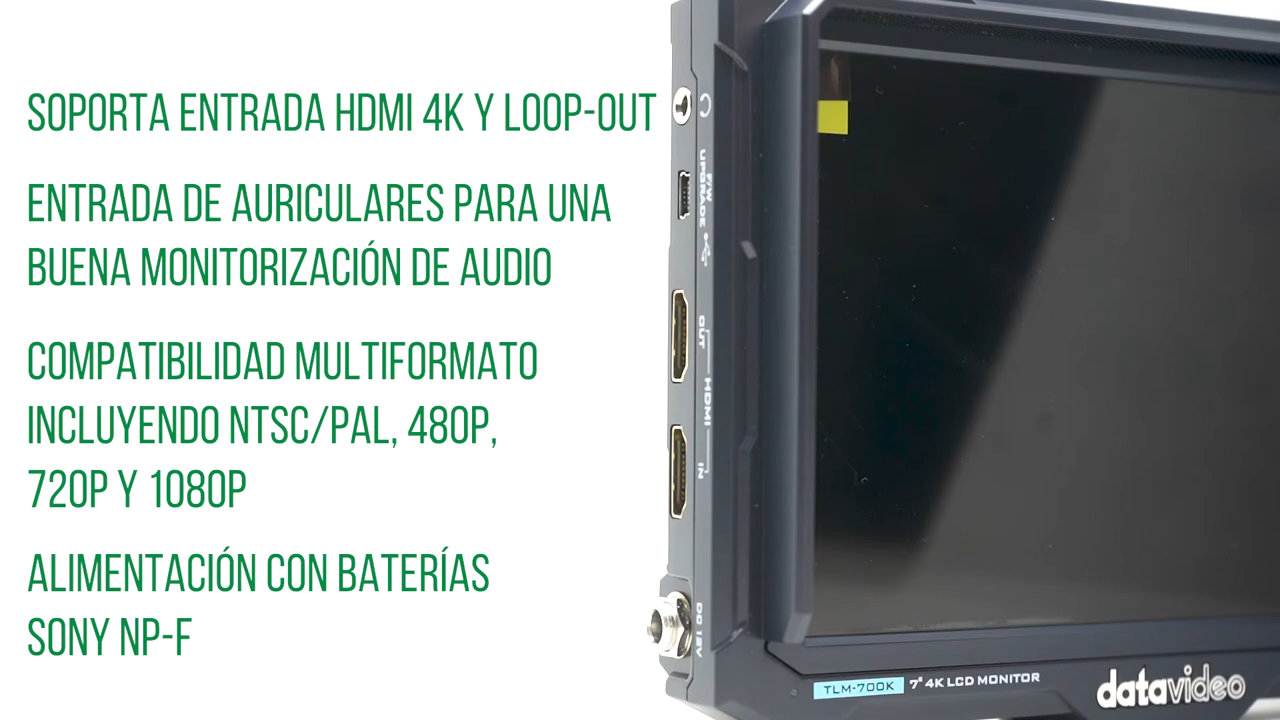 SOPORTA ENTRADA HDMI 4K Y LOOP-OUT
ENTRADA DE AURICULARES PARA UNA
BUENA MONITORIZACIÓN DE AUDIO
COMPATIBILIDAD MULTIFORMATO
INCLUYENDO NTSC/PAL, 480P,
720P Y 1080P
ALIMENTACIÓN CON BATERÍAS
SONY NP-F
F/W
UPGRADE
OUT
HDMI
IN
DC 12V
TLM-700K 7" 4K LCD MONITOR
datavideo